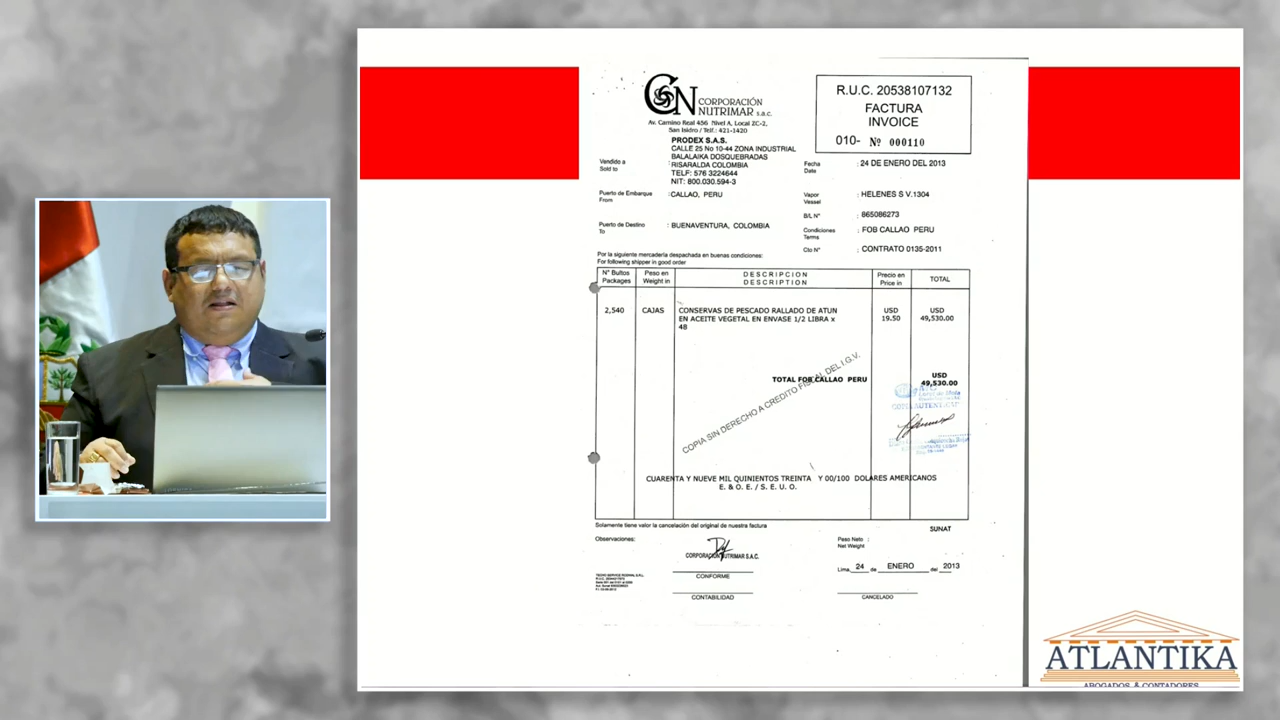 CORPORACIÓN
NUTRIMAR S.A.C.
Av. Camino Real 456 Nivel A, Local ZC-2,
San Isidro / Telf.: 421-1420
R.U.C. 20538107132
FACTURA
INVOICE
010- Nº 000110
Vendido a
Sold to
: PRODEX S.A.S.
CALLE 25 No 10-44 ZONA INDUSTRIAL
BALALAIKA DOSQUEBRADAS
RISARALDA COLOMBIA
TELF: 576 3224644
NIT: 800.030.594-3
Fecha
Date
: 24 DE ENERO DEL 2013
Puerto de Embarque
From
: CALLAO, PERU
Vapor
Vessel
: HELENES S V.1304
B/L Nº : 865086273
Puerto de Destino
To
: BUENAVENTURA, COLOMBIA
Condiciones
Terms
: FOB CALLAO PERU
Cto Nº : CONTRATO 0135-2011
Por la siguiente mercadería despachada en buenas condiciones:
For following shipper in good order
Nº Bultos
Packages
Peso en
Weight in
DESCRIPCION
DESCRIPTION
Precio en
Price in
TOTAL
2,540 CAJAS
CONSERVAS DE PESCADO RALLADO DE ATUN
EN ACEITE VEGETAL EN ENVASE 1/2 LIBRA x
48
USD
19.50
USD
49,530.00
TOTAL FOB CALLAO PERU
USD
49,530.00
COPIA SIN DERECHO A CREDITO FISCAL DEL I.G.V.
CUARENTA Y NUEVE MIL QUINIENTOS TREINTA Y 00/100 DOLARES AMERICANOS
E. & O. E. / S. E. U. O.
Solamente tiene valor la cancelación del original de nuestra factura
SUNAT
Observaciones:
CORPORACION NUTRIMAR S.A.C.
CONFORME
CONTABILIDAD
Peso Neto :
Net Weight
Lima, 24 de ENERO del 2013
CANCELADO
ATLANTIKA
ABOGADOS & CONTADORES